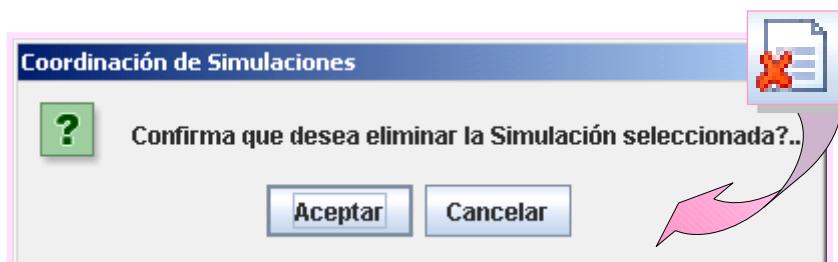 Coordinación de Simulaciones
?
Confirma que desea eliminar la Simulación seleccionada?..
Aceptar Cancelar